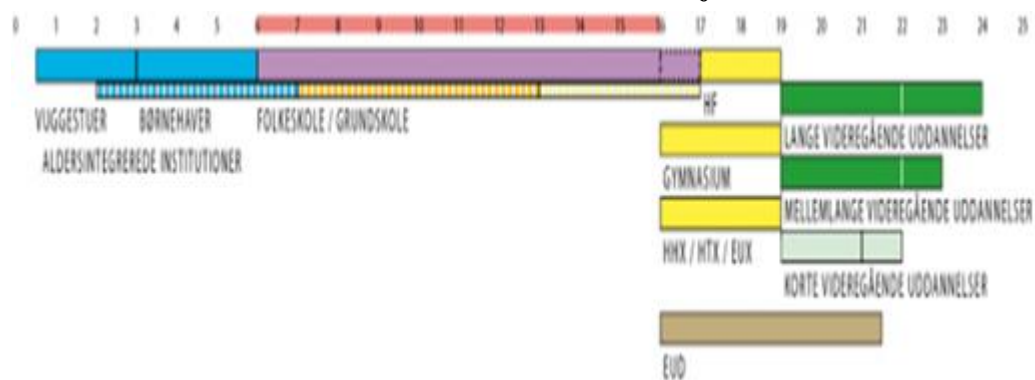 0 1 2 3 4 5 6 7 8 9 10 11 12 13 14 15 16 17 18 19 20 21 22 23 24 25
VUGGESTUER BØRNEHAVER FOLKESKOLE / GRUNDSKOLE
ALDERSINTEGREREDE INSTITUTIONER
HF
LANGE VIDEREGÅENDE UDDANNELSER
GYMNASIUM
MELLEMLANGE VIDEREGÅENDE UDDANNELSER
HHX / HTX / EUX
KORTE VIDEREGÅENDE UDDANNELSER
EUD